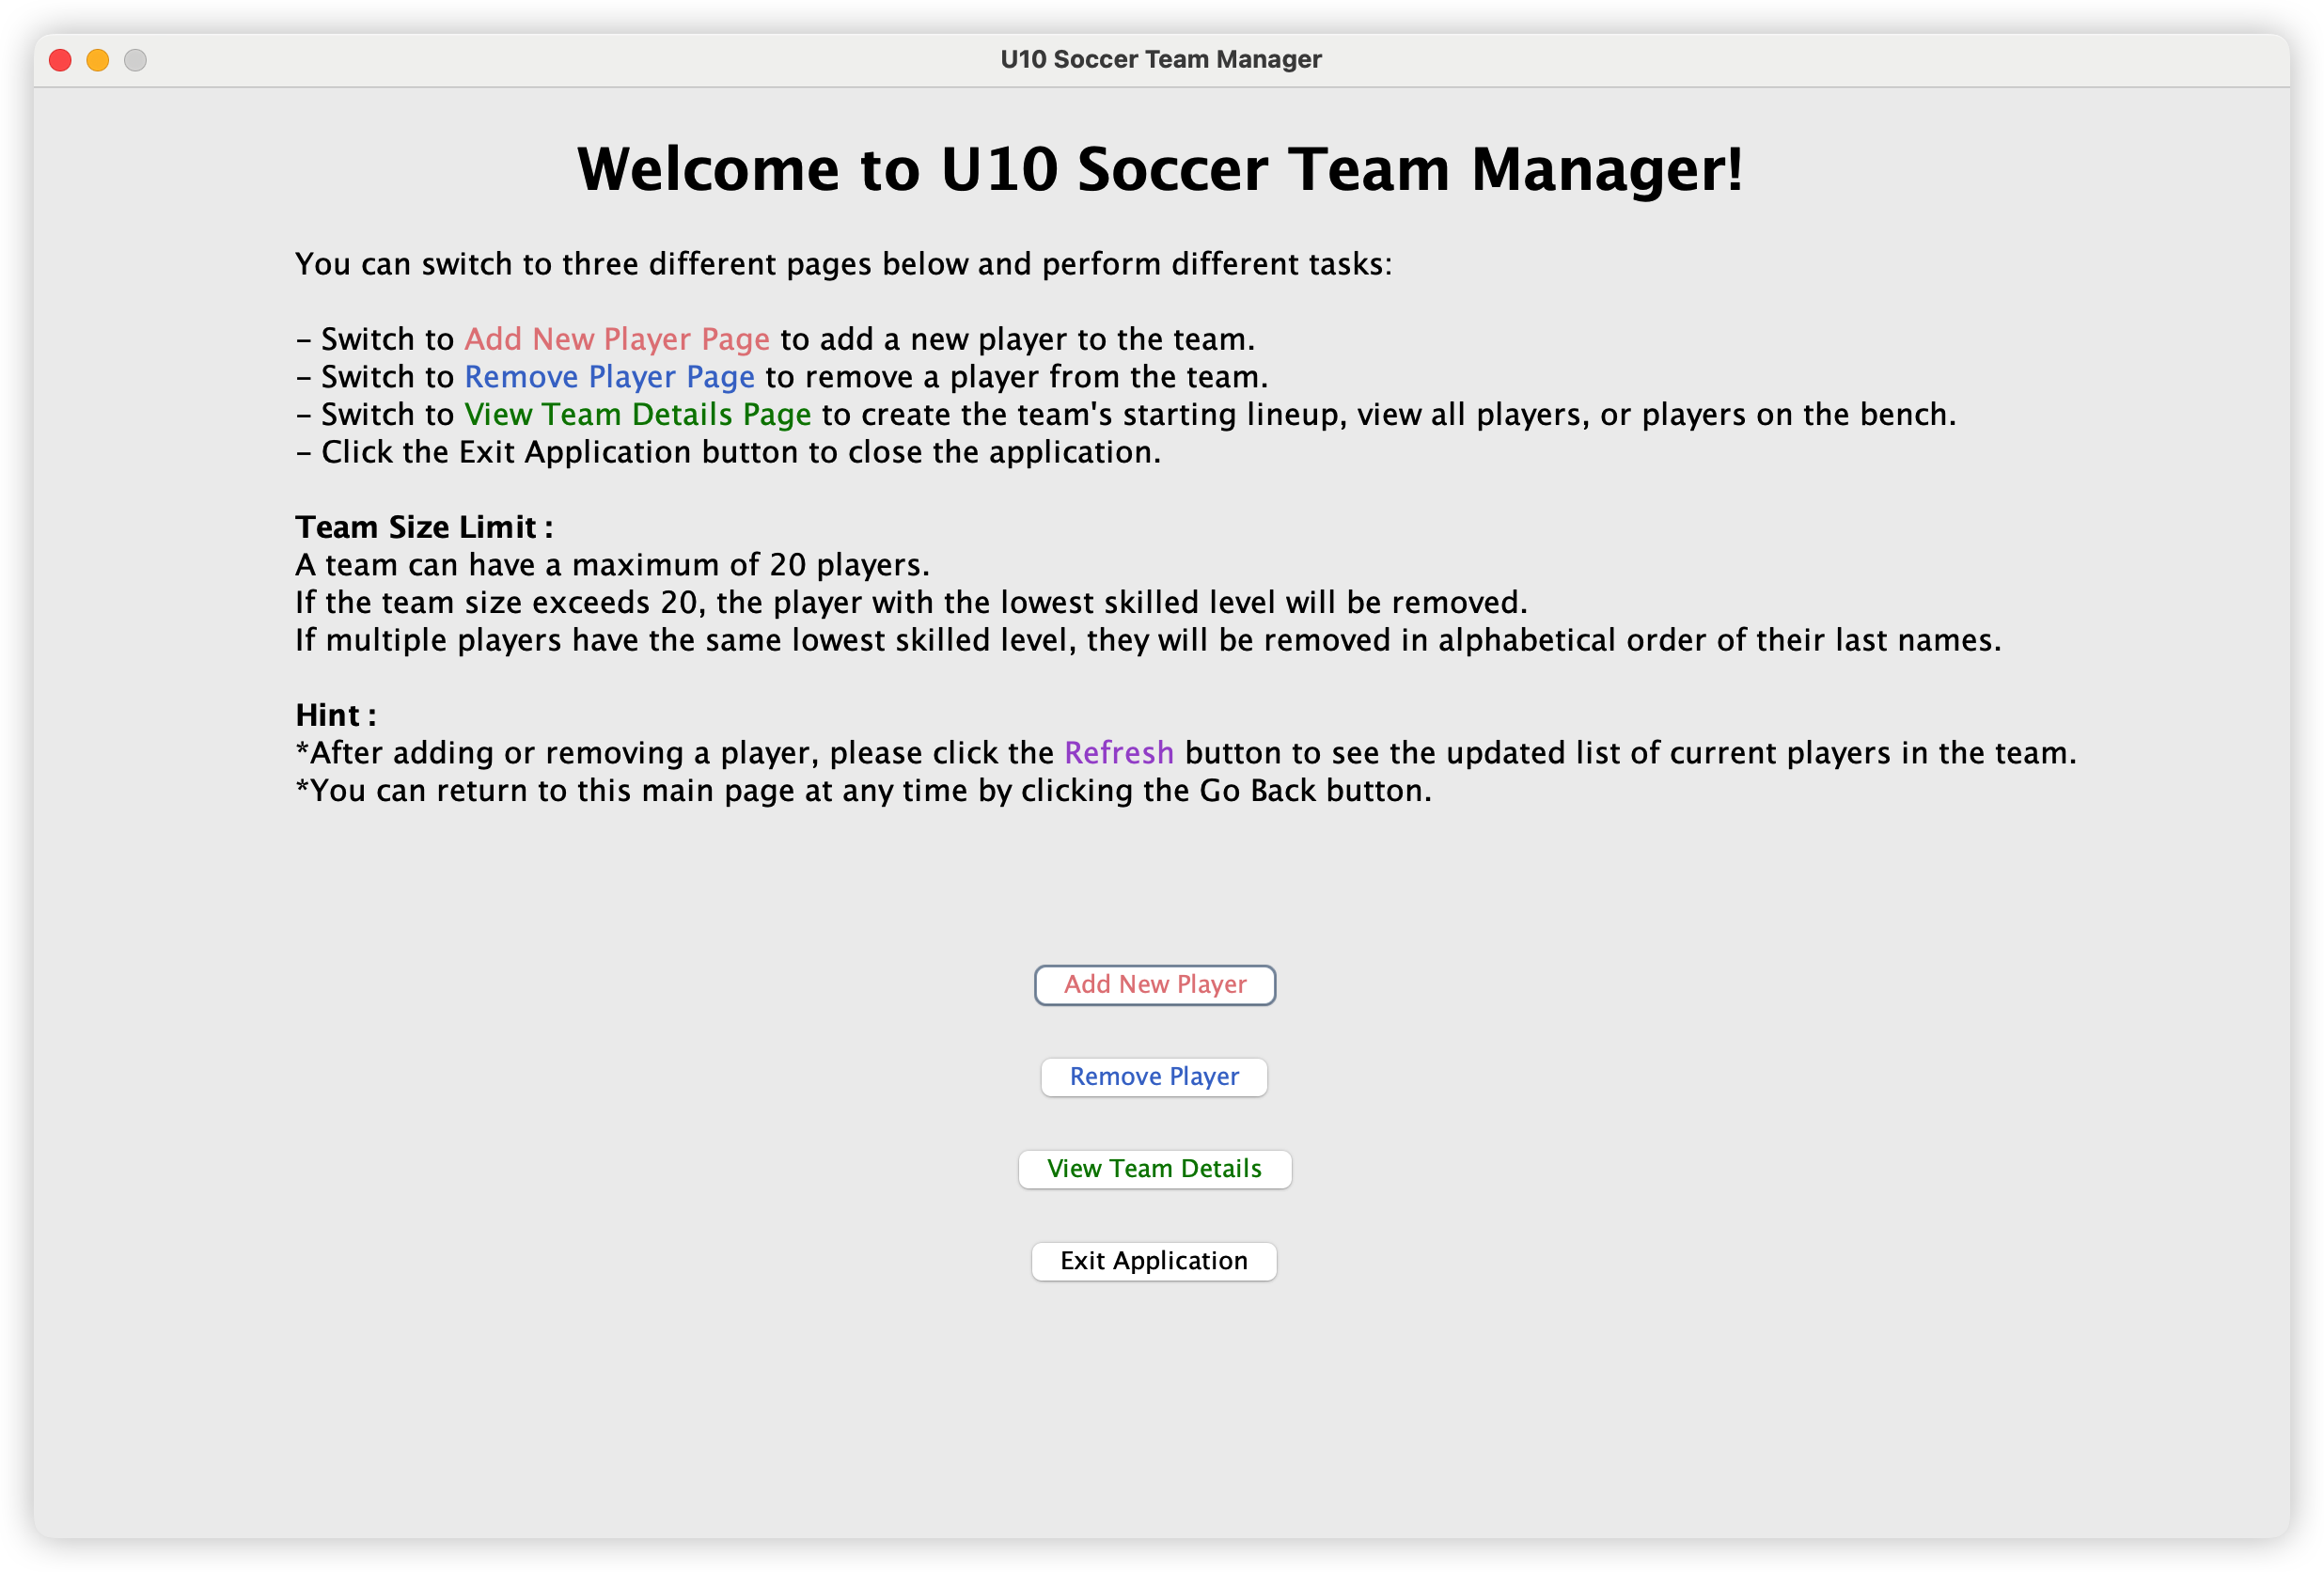 U10 Soccer Team Manager
Welcome to U10 Soccer Team Manager!
You can switch to three different pages below and perform different tasks:
– Switch to Add New Player Page to add a new player to the team.
– Switch to Remove Player Page to remove a player from the team.
– Switch to View Team Details Page to create the team's starting lineup, view all players, or players on the bench.
– Click the Exit Application button to close the application.
Team Size Limit :
A team can have a maximum of 20 players.
If the team size exceeds 20, the player with the lowest skilled level will be removed.
If multiple players have the same lowest skilled level, they will be removed in alphabetical order of their last names.
Hint :
*After adding or removing a player, please click the Refresh button to see the updated list of current players in the team.
*You can return to this main page at any time by clicking the Go Back button.
Add New Player
Remove Player
View Team Details
Exit Application